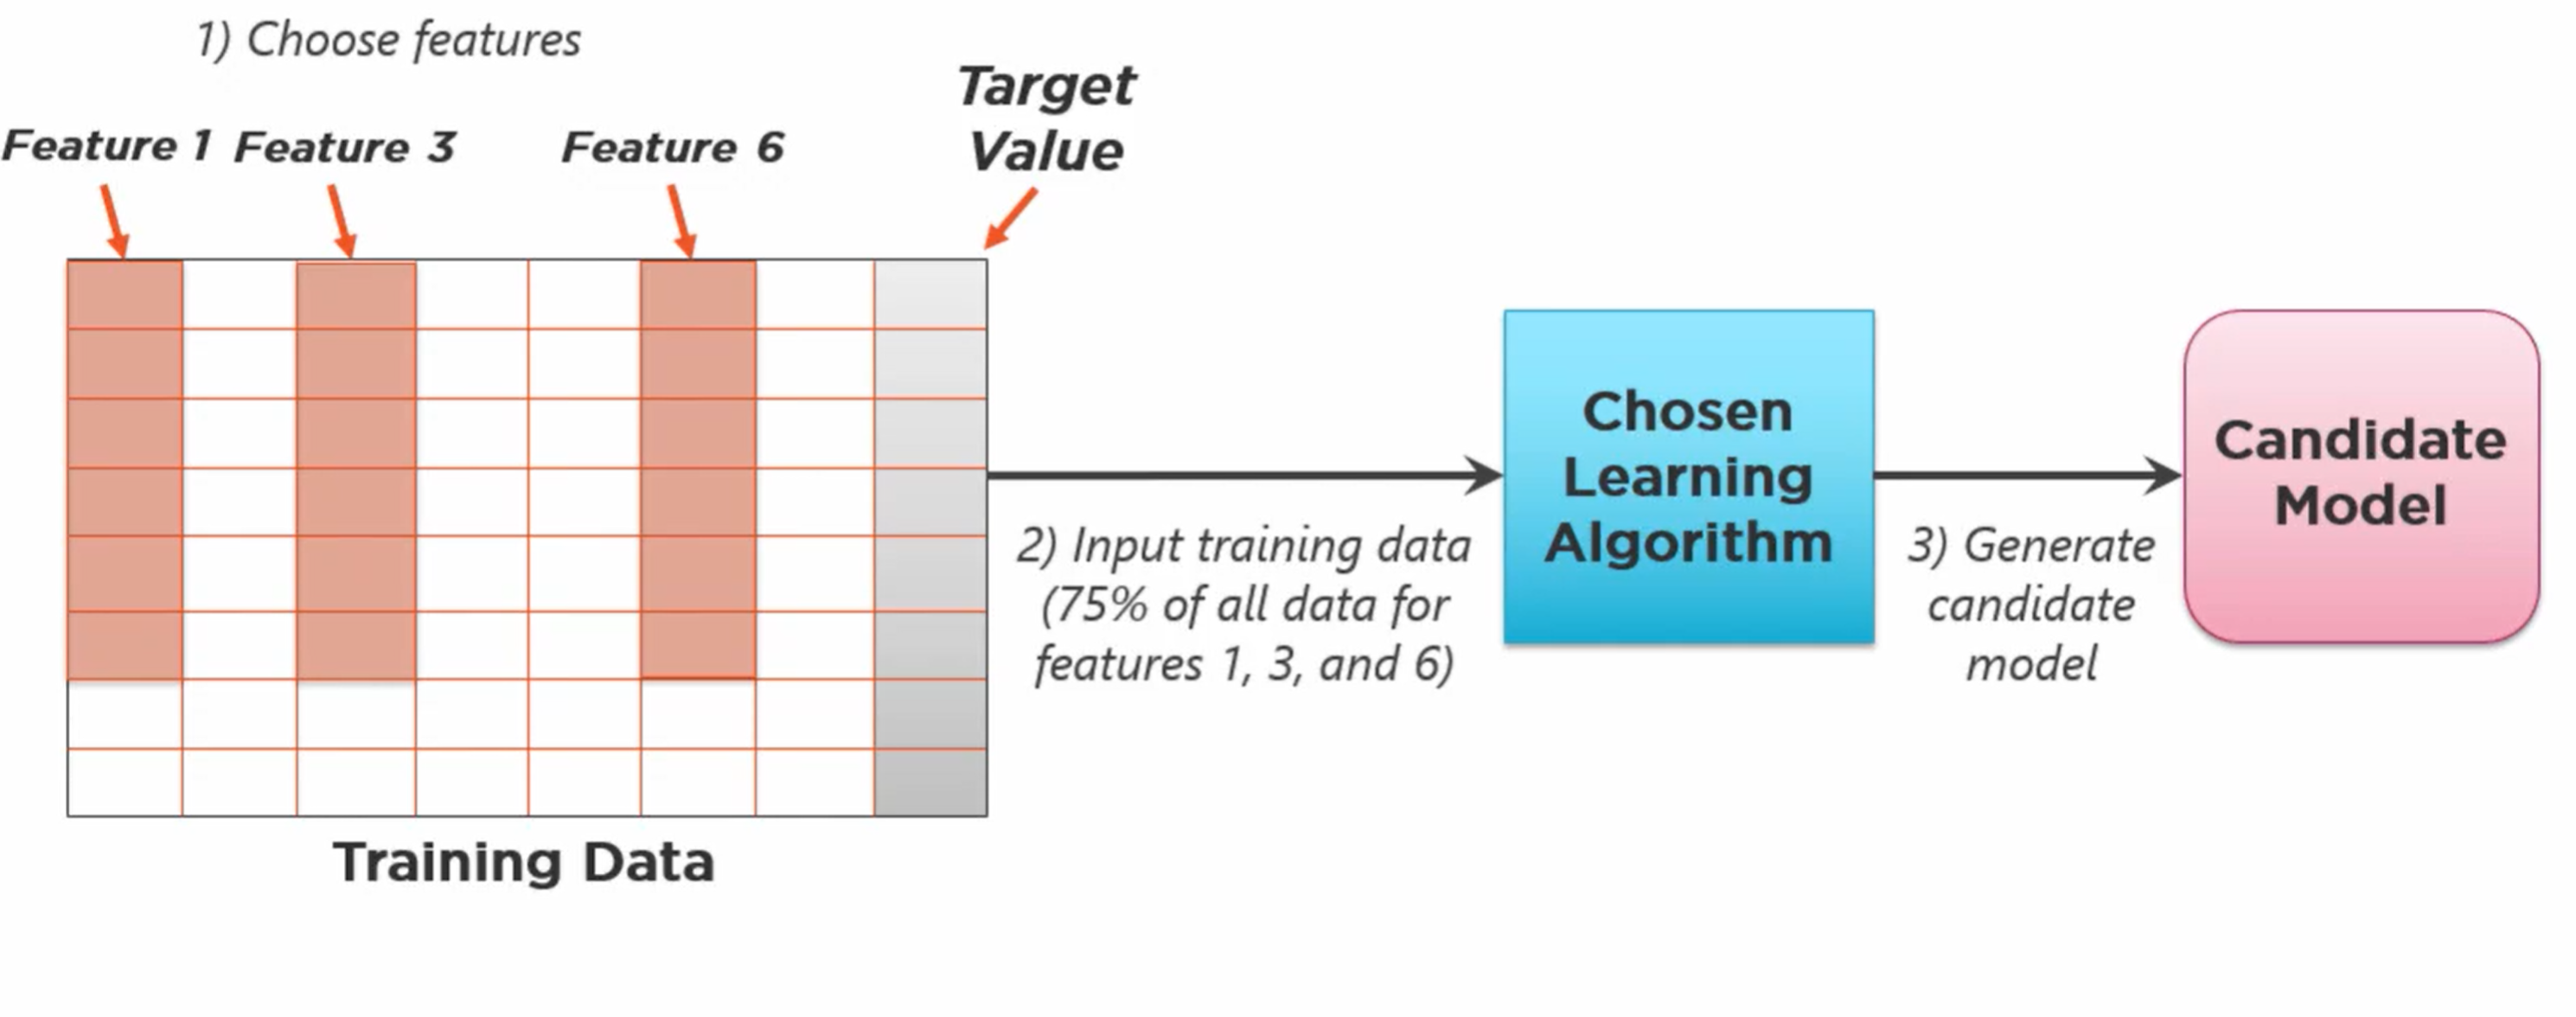 1) Choose features
Feature 1
Feature 3
Feature 6
Target
Value
Training Data
2) Input training data
(75% of all data for
features 1, 3, and 6)
Chosen
Learning
Algorithm
3) Generate
candidate
model
Candidate
Model